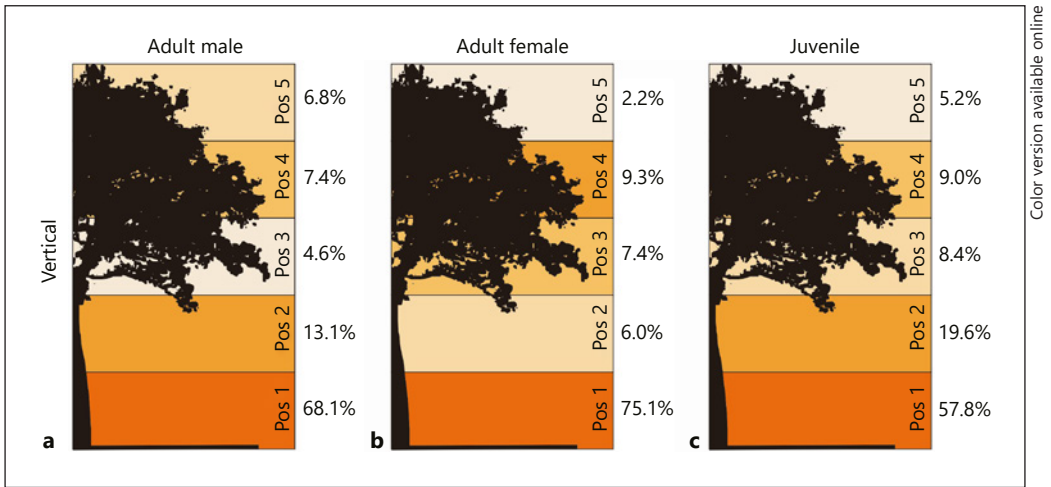 Adult male
Adult female
Juvenile
Vertical
Pos 5
6.8%
Pos 4
7.4%
Pos 3
4.6%
Pos 2
13.1%
Pos 1
68.1%
a
Pos 5
2.2%
Pos 4
9.3%
Pos 3
7.4%
Pos 2
6.0%
Pos 1
75.1%
b
Pos 5
5.2%
Pos 4
9.0%
Pos 3
8.4%
Pos 2
19.6%
Pos 1
57.8%
c
Color version available online